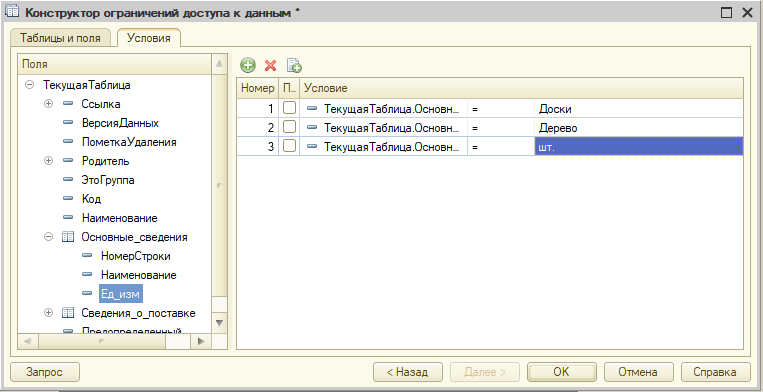 Конструктор ограничений доступа к данным *
Таблицы и поля
Условия
Поля
ТекущаяТаблица
Ссылка
ВерсияДанных
ПометкаУдаления
Родитель
ЭтоГруппа
Код
Наименование
Основные_сведения
НомерСтроки
Наименование
Ед_изм
Сведения_о_поставке
Предопределенный
Номер П... Условие
1 ТекущаяТаблица.Основн... = Доски
2 ТекущаяТаблица.Основн... = Дерево
3 ТекущаяТаблица.Основн... = шт.
Запрос
< Назад
Далее >
OK
Отмена
Справка